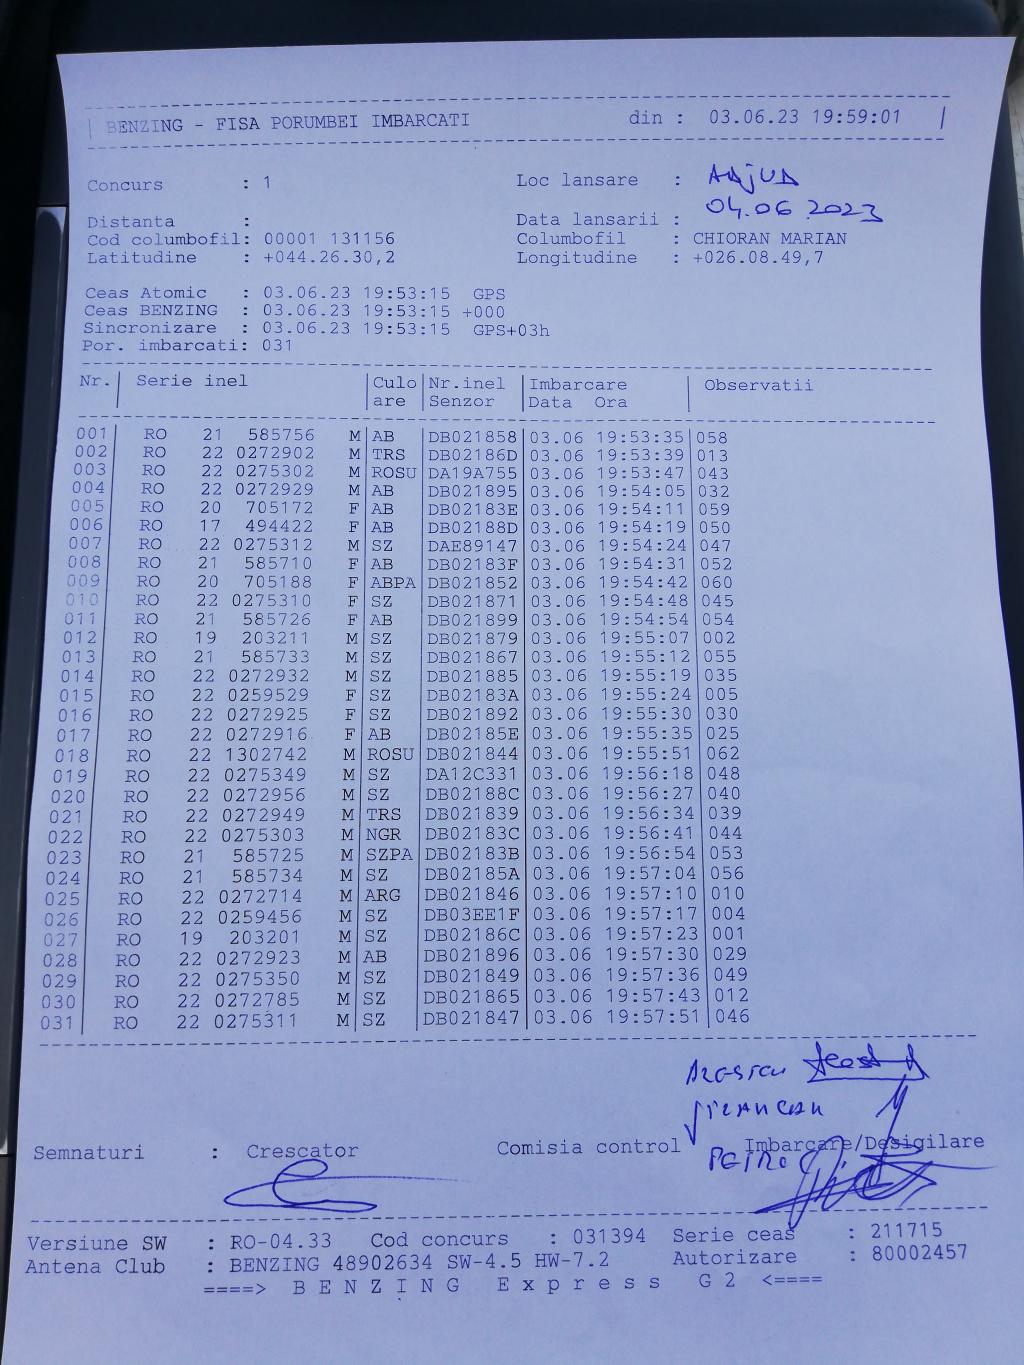 BENZING - FISA PORUMBEI IMBARCATI din : 03.06.23 19:59:01
Concurs : 1 Loc lansare : ADJUD
Distanta : Data lansarii : 04.06 2023
Cod columbofil: 00001 131156 Columbofil : CHIORAN MARIAN
Latitudine : +044.26.30,2 Longitudine : +026.08.49,7
Ceas Atomic : 03.06.23 19:53:15 GPS
Ceas BENZING : 03.06.23 19:53:15 +000
Sincronizare : 03.06.23 19:53:15 GPS+03h
Por. imbarcati: 031
Nr. Serie inel Culo Nr.inel Imbarcare Observatii
are Senzor Data Ora
001 RO 21 585756 M AB DB021858 03.06 19:53:35 058
002 RO 22 0272902 M TRS DB02186D 03.06 19:53:39 013
003 RO 22 0275302 M ROSU DA19A755 03.06 19:53:47 043
004 RO 22 0272929 M AB DB021895 03.06 19:54:05 032
005 RO 20 705172 F AB DB02183E 03.06 19:54:11 059
006 RO 17 494422 F AB DB02188D 03.06 19:54:19 050
007 RO 22 0275312 M SZ DAE89147 03.06 19:54:24 047
008 RO 21 585710 F AB DB02183F 03.06 19:54:31 052
009 RO 20 705188 F ABPA DB021852 03.06 19:54:42 060
010 RO 22 0275310 F SZ DB021871 03.06 19:54:48 045
011 RO 21 585726 F AB DB021899 03.06 19:54:54 054
012 RO 19 203211 M SZ DB021879 03.06 19:55:07 002
013 RO 21 585733 M SZ DB021867 03.06 19:55:12 055
014 RO 22 0272932 M SZ DB021885 03.06 19:55:19 035
015 RO 22 0259529 F SZ DB02183A 03.06 19:55:24 005
016 RO 22 0272925 F SZ DB021892 03.06 19:55:30 030
017 RO 22 0272916 F AB DB02185E 03.06 19:55:35 025
018 RO 22 1302742 M ROSU DB021844 03.06 19:55:51 062
019 RO 22 0275349 M SZ DA12C331 03.06 19:56:18 048
020 RO 22 0272956 M SZ DB02188C 03.06 19:56:27 040
021 RO 22 0272949 M TRS DB021839 03.06 19:56:34 039
022 RO 22 0275303 M NGR DB02183C 03.06 19:56:41 044
023 RO 21 585725 M SZPA DB02183B 03.06 19:56:54 053
024 RO 21 585734 M SZ DB02185A 03.06 19:57:04 056
025 RO 22 0272714 M ARG DB021846 03.06 19:57:10 010
026 RO 22 0259456 M SZ DB03EE1F 03.06 19:57:17 004
027 RO 19 203201 M SZ DB02186C 03.06 19:57:23 001
028 RO 22 0272923 M AB DB021896 03.06 19:57:30 029
029 RO 22 0275350 M SZ DB021849 03.06 19:57:36 049
030 RO 22 0272785 M SZ DB021865 03.06 19:57:43 012
031 RO 22 0275311 M SZ DB021847 03.06 19:57:51 046
Semnaturi : Crescator Comisia control Imbarcare/Desigilare
Versiune SW : RO-04.33 Cod concurs : 031394 Serie ceas : 211715
Antena Club : BENZING 48902634 SW-4.5 HW-7.2 Autorizare : 80002457
====> BENZING Express G2 <====